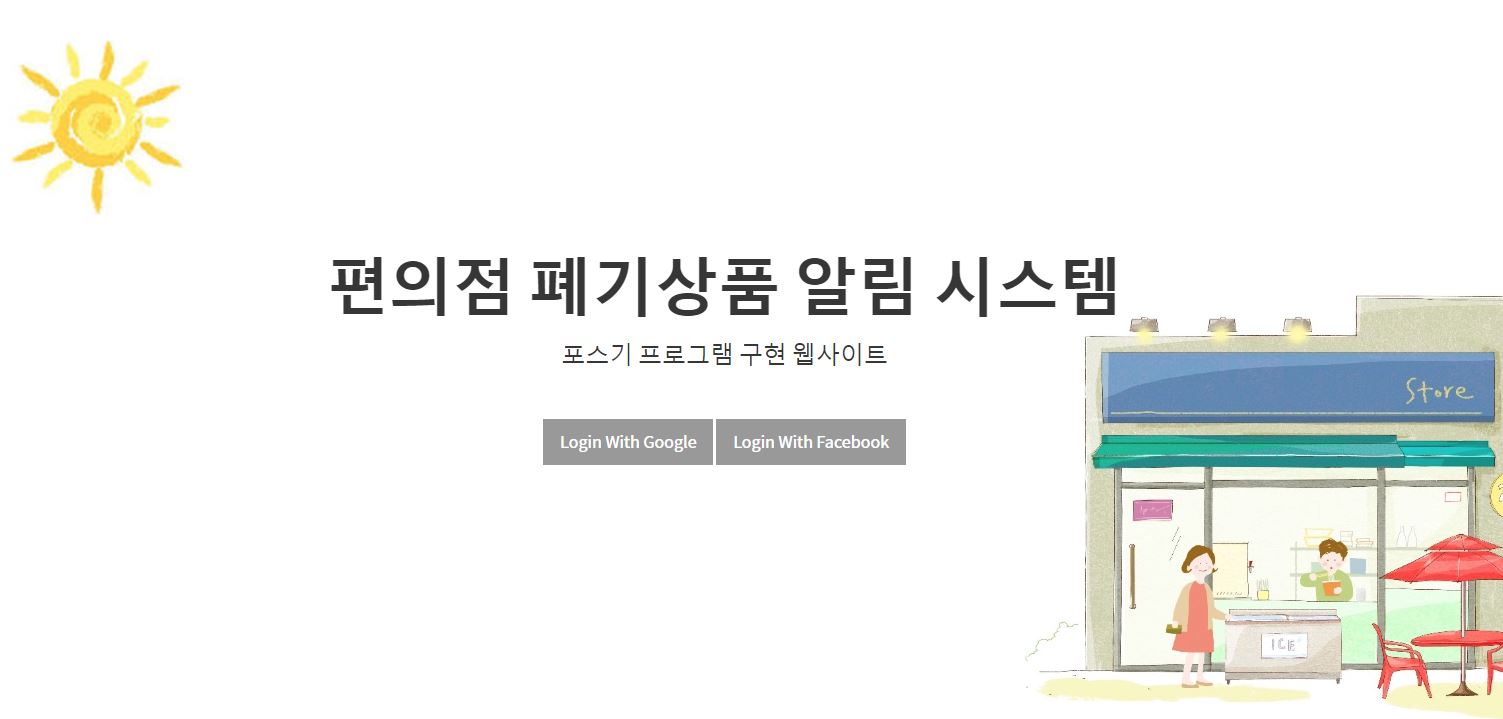 편의점 폐기상품 알림 시스템
포스기 프로그램 구현 웹사이트
Login With Google
Login With Facebook
Store
ICE